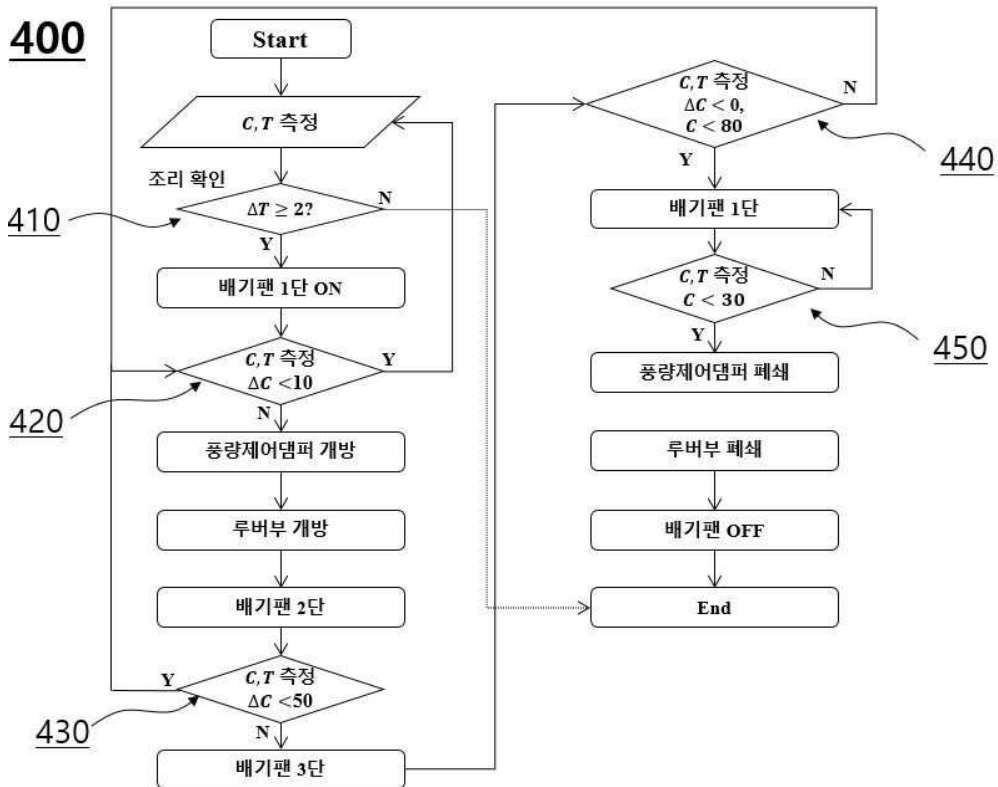 400
Start
C,T 측정
조리 확인
410
ΔT ≥ 2?
N
Y
배기팬 1단 ON
C,T 측정
ΔC <10
Y
420
N
풍량제어댐퍼 개방
루버부 개방
배기팬 2단
Y
C,T 측정
ΔC <50
430
N
배기팬 3단
C,T 측정
ΔC < 0,
C < 80
N
440
Y
배기팬 1단
C,T 측정
C < 30
N
450
Y
풍량제어댐퍼 폐쇄
루버부 폐쇄
배기팬 OFF
End